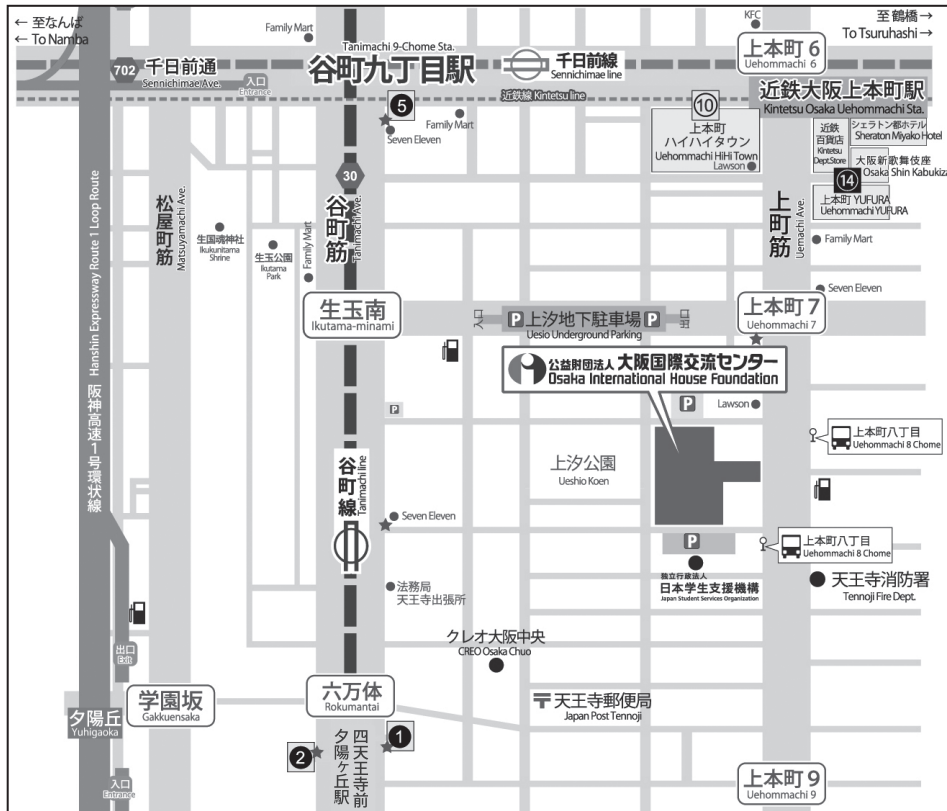 ← 至なんば
← To Namba
Family Mart
Tanimachi 9-Chome Sta.
谷町九丁目駅
千日前線
Sennichimae line
KFC
上本町 6
Uehommachi 6
至鶴橋→
To Tsuruhashi →
702
千日前通
Sennichimae Ave.
入口
Entrance
近鉄線 Kintetsu line
近鉄大阪上本町駅
Kintetsu Osaka Uehommachi Sta.
5
Seven Eleven
Family Mart
10
上本町
ハイハイタウン
Uehommachi HiHi Town
Lawson
近鉄
百貨店
Kintetsu
Dept.Store
シェラトン都ホテル
Sheraton Miyako Hotel
大阪新歌舞伎座
Osaka Shin Kabukiza
14
上本町 YUFURA
Uehommachi YUFURA
30
松屋町筋
Matsuyamachi Ave.
谷町筋
Tanimachi Ave.
上町筋
Uemachi Ave.
生国魂神社
Ikukunitama
Shrine
生玉公園
Ikutama
Park
Family Mart
Family Mart
Seven Eleven
Hanshin Expressway Route 1 Loop Route
阪神高速1号環状線
生玉南
Ikutama-minami
入口
P
上汐地下駐車場
P
出口
Uesio Underground Parking
上本町 7
Uehommachi 7
公益財団法人 大阪国際交流センター
Osaka International House Foundation
P
P
Lawson
上本町八丁目
Uehommachi 8 Chome
谷町線
Tanimachi line
上汐公園
Ueshio Koen
Seven Eleven
P
上本町八丁目
Uehommachi 8 Chome
法務局
天王寺出張所
独立行政法人
日本学生支援機構
Japan Student Services Organization
天王寺消防署
Tennoji Fire Dept.
出口
Exit
クレオ大阪中央
CREO Osaka Chuo
学園坂
Gakkuensaka
六万体
Rokumantai
天王寺郵便局
Japan Post Tennoji
夕陽丘
Yuhigaoka
2
四天王寺前
夕陽ヶ丘駅
1
入口
Entrance
上本町 9
Uehommachi 9